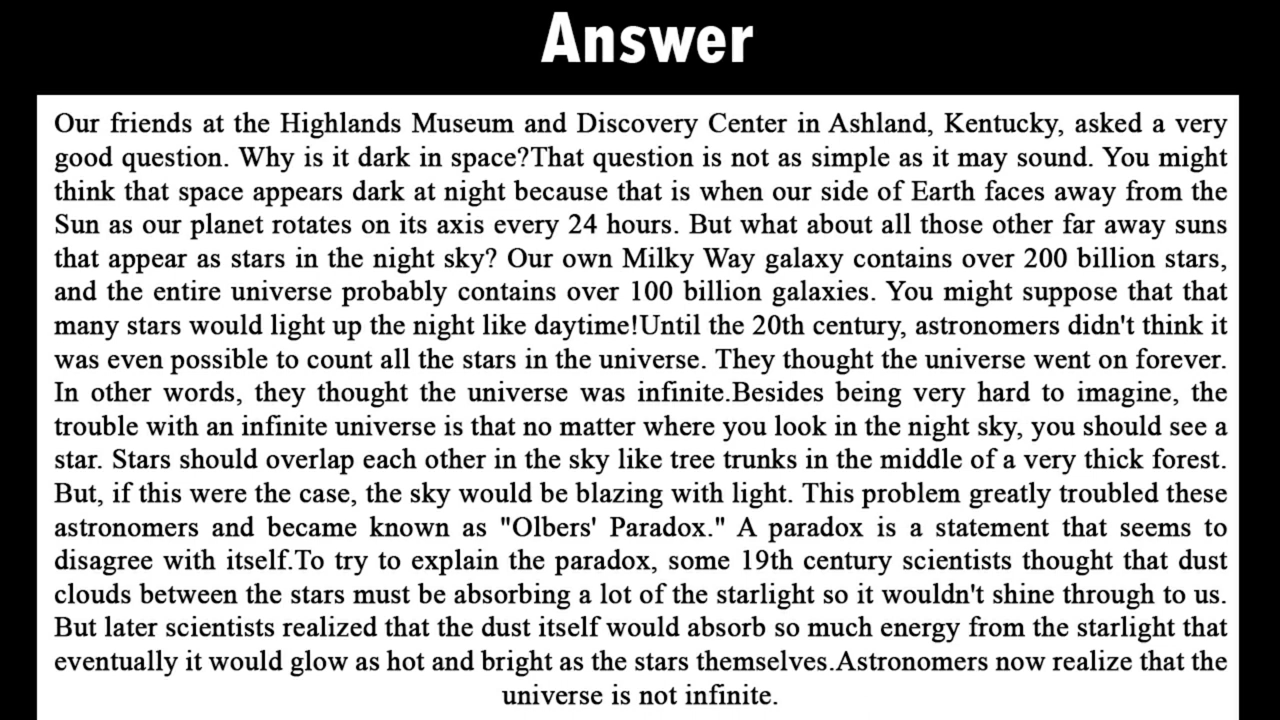 Answer
Our friends at the Highlands Museum and Discovery Center in Ashland, Kentucky, asked a very
good question. Why is it dark in space?That question is not as simple as it may sound. You might
think that space appears dark at night because that is when our side of Earth faces away from the
Sun as our planet rotates on its axis every 24 hours. But what about all those other far away suns
that appear as stars in the night sky? Our own Milky Way galaxy contains over 200 billion stars,
and the entire universe probably contains over 100 billion galaxies. You might suppose that that
many stars would light up the night like daytime!Until the 20th century, astronomers didn't think it
was even possible to count all the stars in the universe. They thought the universe went on forever.
In other words, they thought the universe was infinite.Besides being very hard to imagine, the
trouble with an infinite universe is that no matter where you look in the night sky, you should see a
star. Stars should overlap each other in the sky like tree trunks in the middle of a very thick forest.
But, if this were the case, the sky would be blazing with light. This problem greatly troubled these
astronomers and became known as "Olbers' Paradox." A paradox is a statement that seems to
disagree with itself.To try to explain the paradox, some 19th century scientists thought that dust
clouds between the stars must be absorbing a lot of the starlight so it wouldn't shine through to us.
But later scientists realized that the dust itself would absorb so much energy from the starlight that
eventually it would glow as hot and bright as the stars themselves.Astronomers now realize that the
universe is not infinite.